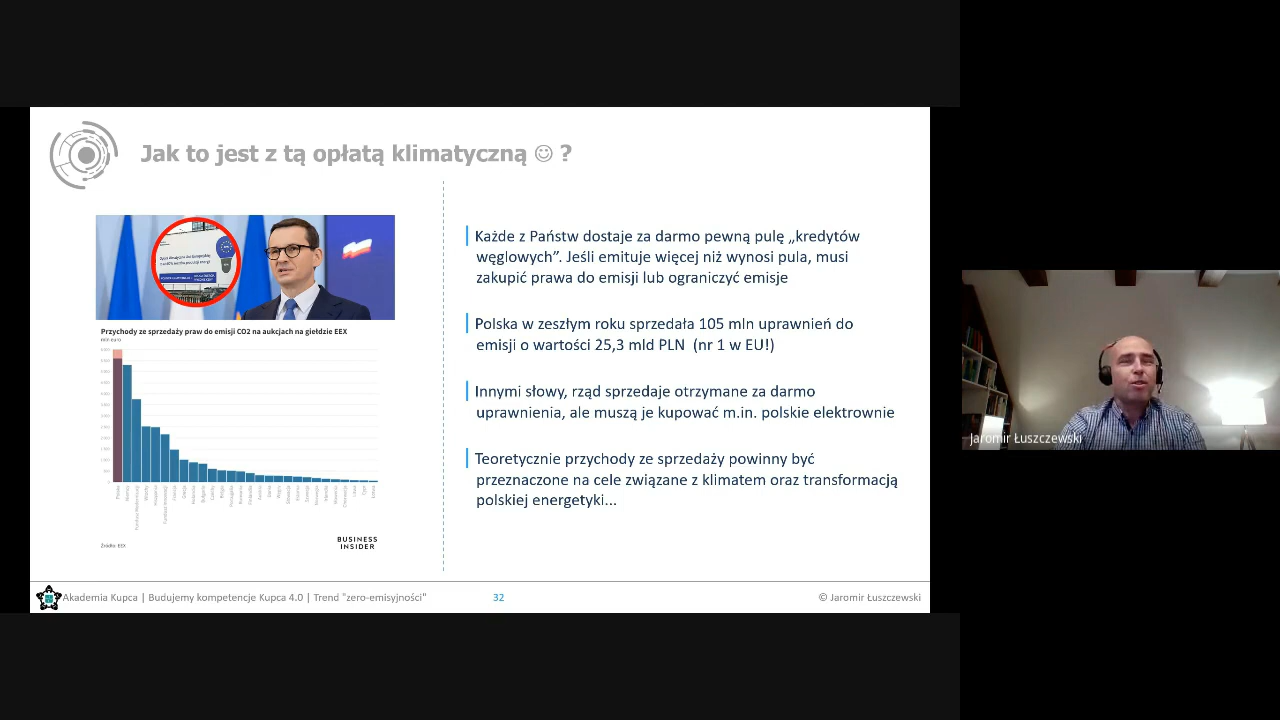 Jak to jest z tą opłatą klimatyczną ☺ ?
Przychody ze sprzedaży praw do emisji CO2 na aukcjach na giełdzie EEX
mln euro
Źródło: EEX
BUSINESS
INSIDER
Każde z Państw dostaje za darmo pewną pulę „kredytów
węglowych”. Jeśli emituje więcej niż wynosi pula, musi
zakupić prawa do emisji lub ograniczyć emisje
Polska w zeszłym roku sprzedała 105 mln uprawnień do
emisji o wartości 25,3 mld PLN (nr 1 w EU!)
Innymi słowy, rząd sprzedaje otrzymane za darmo
uprawnienia, ale muszą je kupować m.in. polskie elektrownie
Teoretycznie przychody ze sprzedaży powinny być
przeznaczone na cele związane z klimatem oraz transformacją
polskiej energetyki...
Akademia Kupca | Budujemy kompetencje Kupca 4.0 | Trend "zero-emisyjności"
32
© Jaromir Łuszczewski
Jaromir Łuszczewski